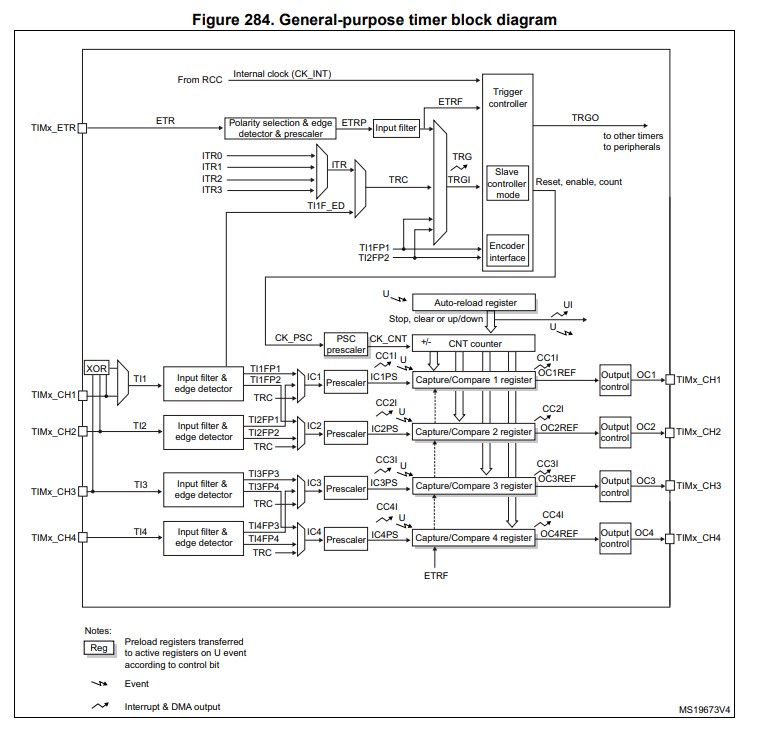 Figure 284. General-purpose timer block diagram
From RCC
Internal clock (CK_INT)
Trigger
controller
ETRF
TIMx_ETR
ETR
Polarity selection & edge
detector & prescaler
ETRP
Input filter
TRGO
to other timers
to peripherals
ITR0
ITR1
ITR2
ITR3
ITR
TRC
TRG
TRGI
Slave
controller
mode
Reset, enable, count
TI1F_ED
TI1FP1
TI2FP2
Encoder
interface
U
Auto-reload register
UI
Stop, clear or up/down
U
CK_PSC
PSC
prescaler
CK_CNT
+/-
CNT counter
XOR
TI1
TIMx_CH1
Input filter &
edge detector
TI1FP1
TI1FP2
TRC
IC1
Prescaler
IC1PS
CC1I
U
Capture/Compare 1 register
CC1I
OC1REF
Output
control
OC1
TIMx_CH1
TIMx_CH2
TI2
Input filter &
edge detector
TI2FP1
TI2FP2
TRC
IC2
Prescaler
IC2PS
CC2I
U
Capture/Compare 2 register
CC2I
OC2REF
Output
control
OC2
TIMx_CH2
TIMx_CH3
TI3
Input filter &
edge detector
TI3FP3
TI3FP4
TRC
IC3
Prescaler
IC3PS
CC3I
U
Capture/Compare 3 register
CC3I
OC3REF
Output
control
OC3
TIMx_CH3
TIMx_CH4
TI4
Input filter &
edge detector
TI4FP3
TI4FP4
TRC
IC4
Prescaler
IC4PS
CC4I
U
Capture/Compare 4 register
CC4I
OC4REF
Output
control
OC4
TIMx_CH4
ETRF
Notes:
Reg
Preload registers transferred
to active registers on U event
according to control bit
Event
Interrupt & DMA output
MS19673V4